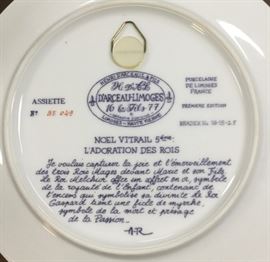 D'ARCEAU-LIMOGES
PORCELAINE
DE LIMOGES
FRANCE
ASSIETTE
Nº
PREMIÈRE EDITION
NOEL VITRAIL 5ème:
L'ADORATION DES ROIS
Je voulais capturer la joie et l'émerveillement
des trois Rois Mages devant Marie et son Fils
le Roi Melchior offre un coffret en or, symbole
de la royauté de l'Enfant, contenant de
l'encens qui symbolise sa divinité le Roi
Gaspard tient une fiole de myrrhe,
symbole de la mort et présage
de la Passion.